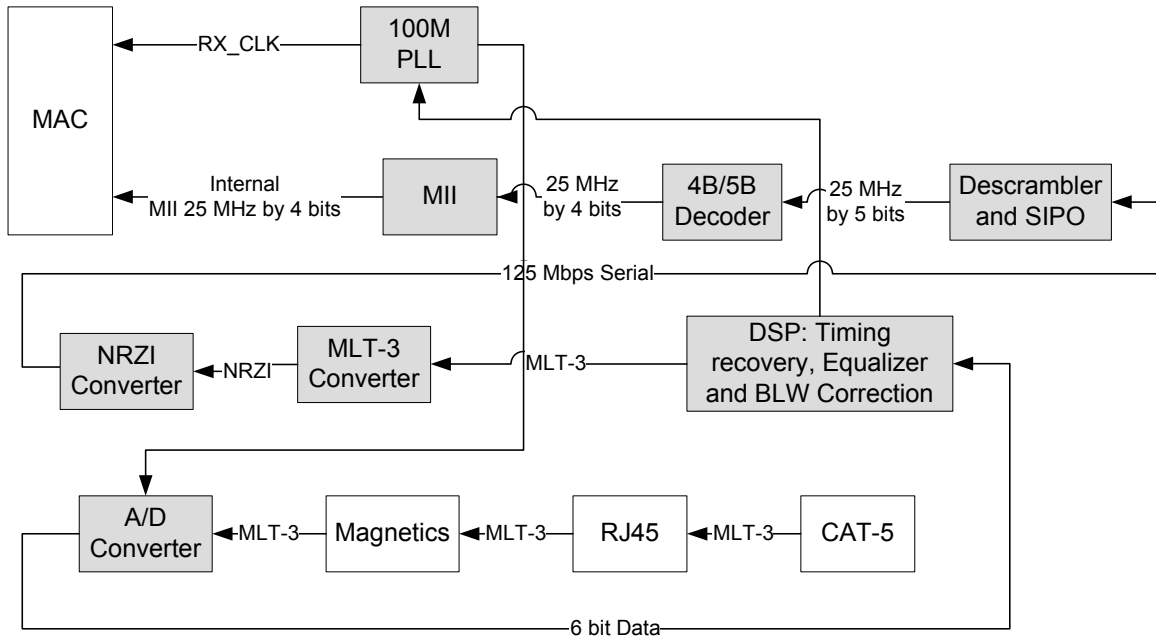 100M
PLL
RX_CLK
MAC
Internal
MII 25 MHz by 4 bits
MII
25 MHz
by 4 bits
4B/5B
Decoder
25 MHz
by 5 bits
Descrambler
and SIPO
125 Mbps Serial
NRZI
Converter
NRZI
MLT-3
Converter
MLT-3
DSP: Timing
recovery, Equalizer
and BLW Correction
A/D
Converter
MLT-3
Magnetics
MLT-3
RJ45
MLT-3
CAT-5
6 bit Data